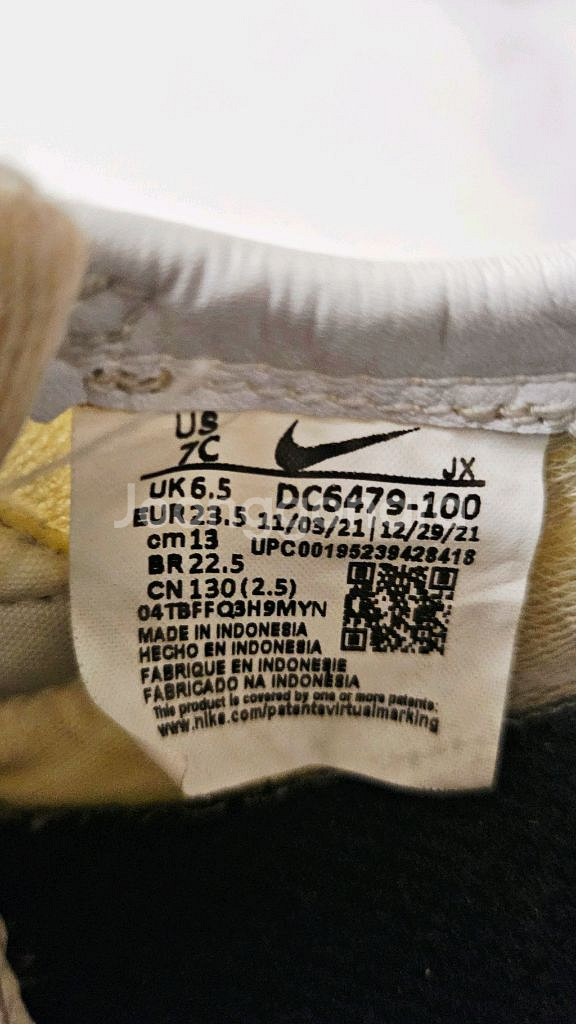 US
7C
JX
UK 6.5
DC6479-100
EUR 23.5
11/03/21 | 12/29/21
cm 13
UPC00195239428418
BR 22.5
CN 130 (2.5)
04TBFFQ3H9MYN
MADE IN INDONESIA
HECHO EN INDONESIA
FABRIQUE EN INDONESIE
FABRICADO NA INDONESIA
This product is covered by one or more patents:
www.nike.com/patentsvirtualmarking